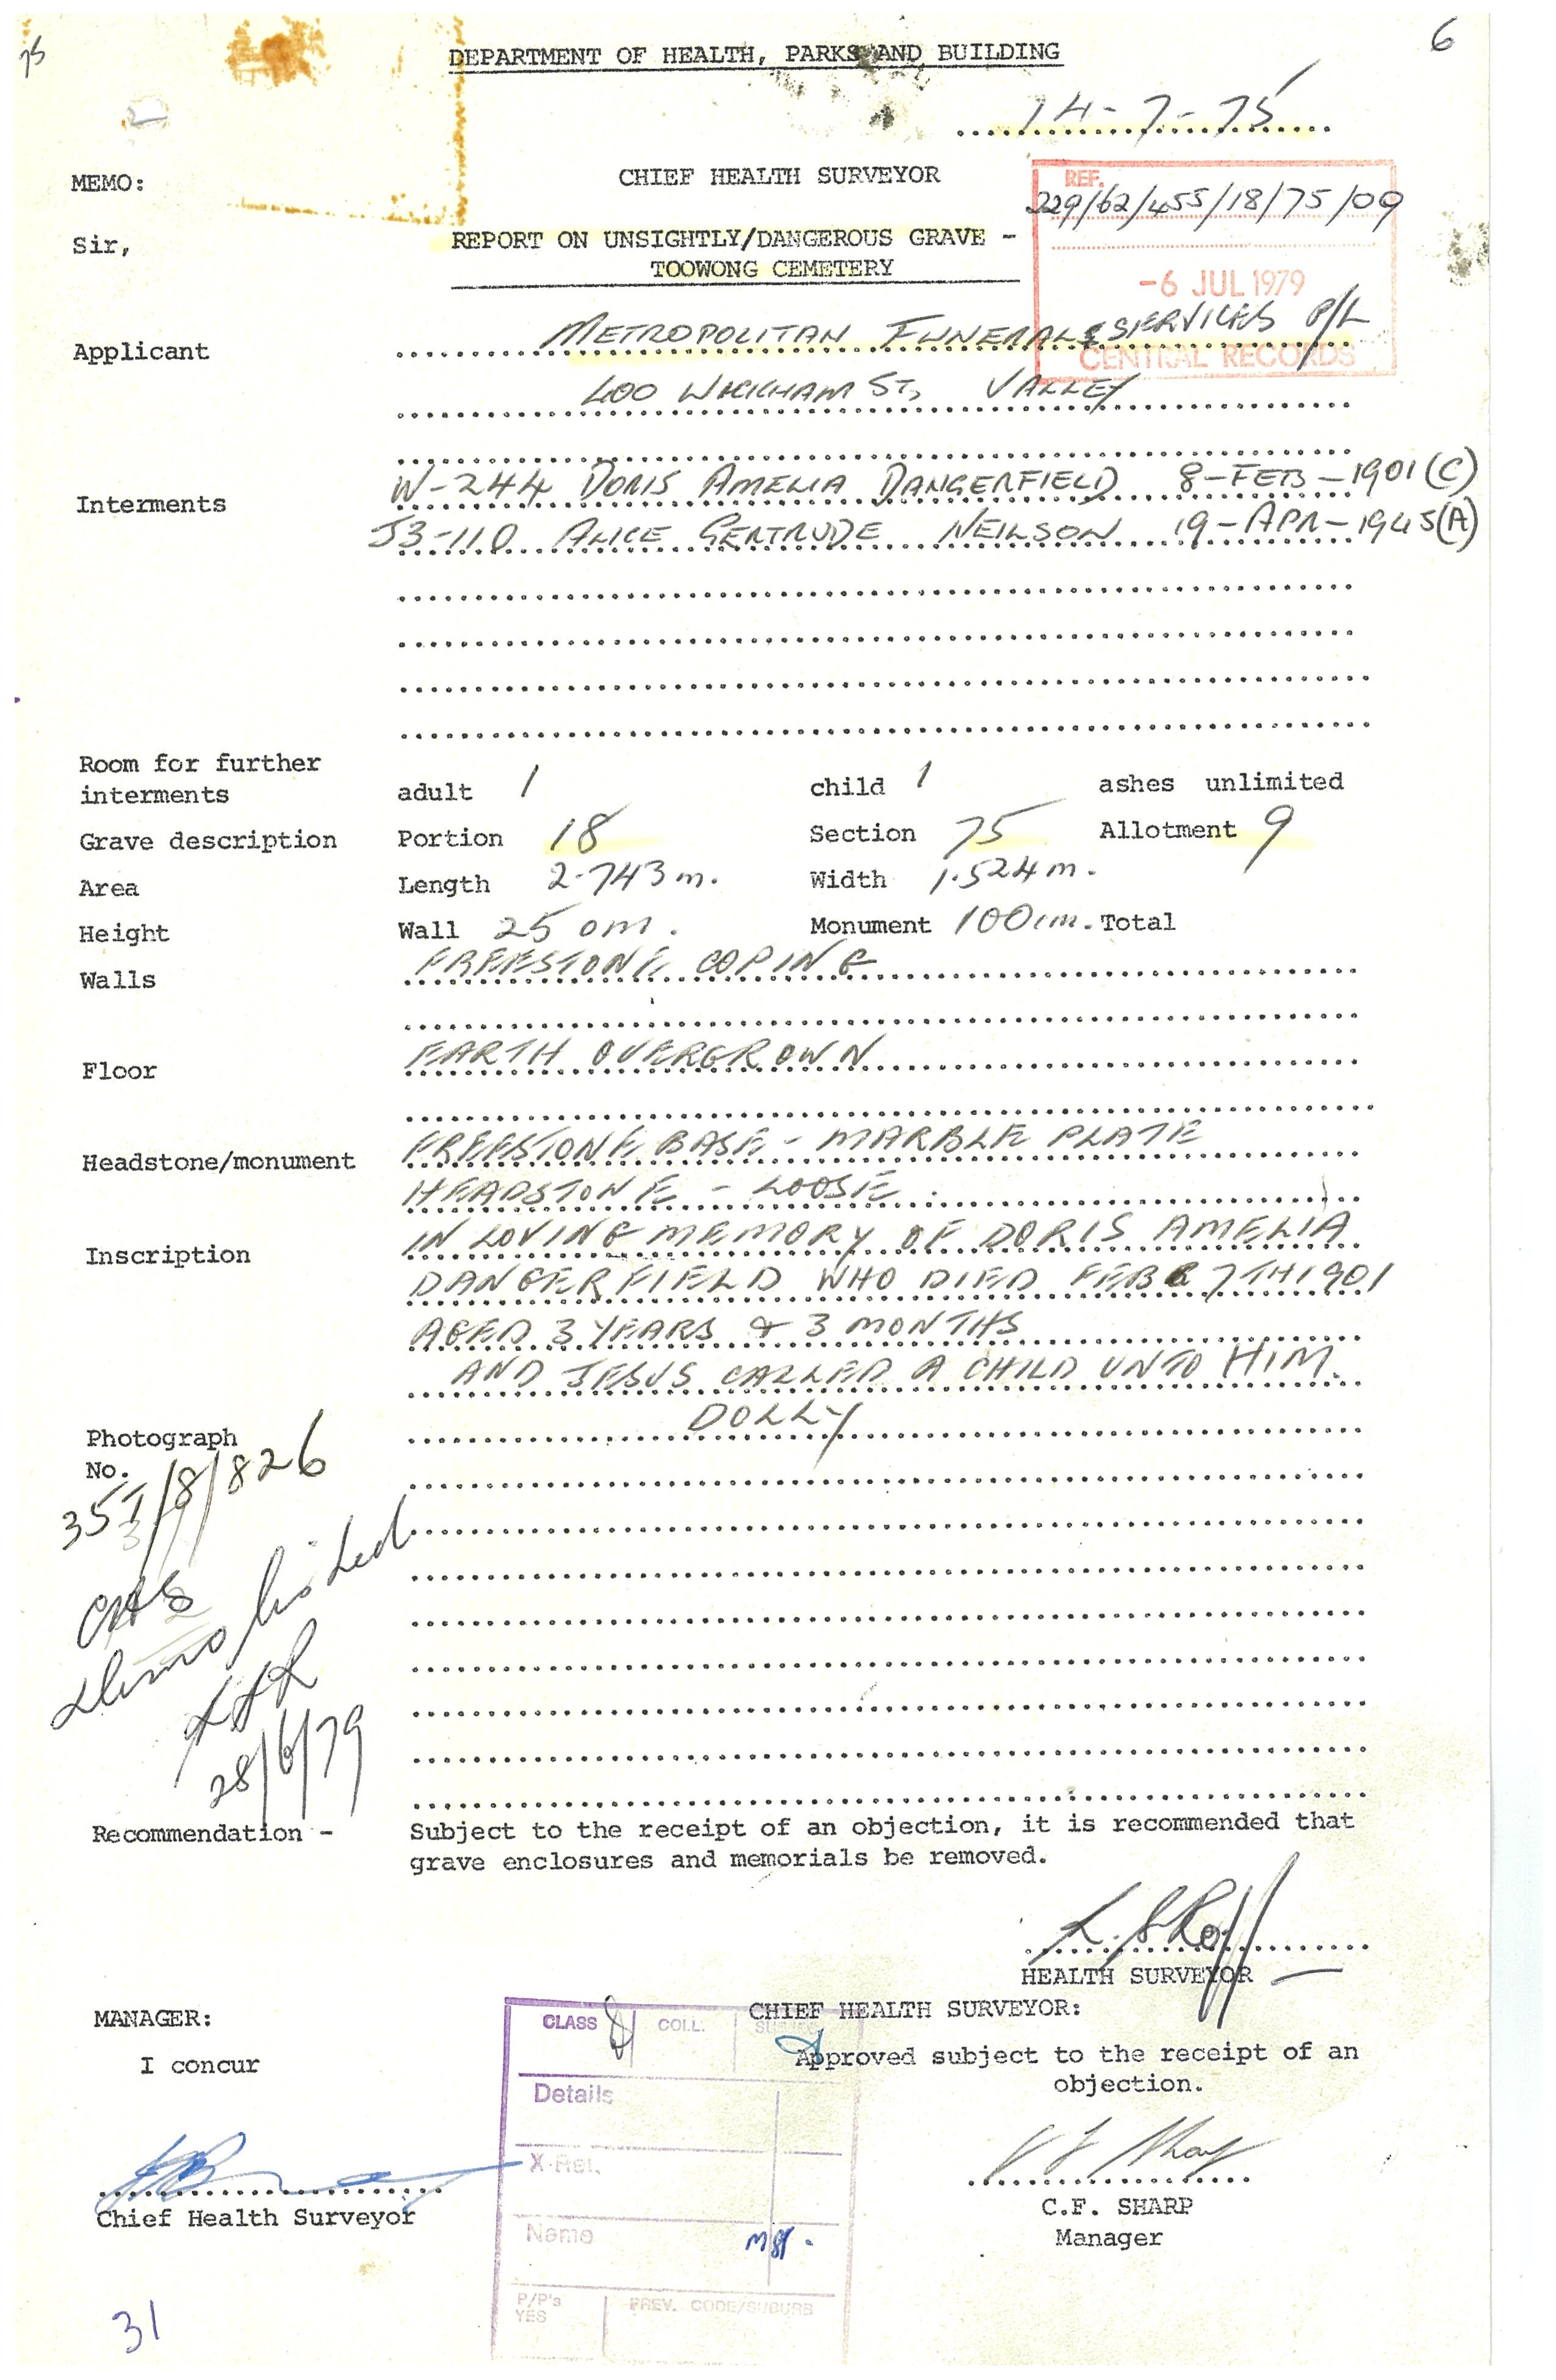 75
6
DEPARTMENT OF HEALTH, PARKS AND BUILDING
14-7-75
MEMO:
CHIEF HEALTH SURVEYOR
REF.
229/62/455/18/75/09
Sir,
REPORT ON UNSIGHTLY/DANGEROUS GRAVE -
TOOWONG CEMETERY
-6 JUL 1979
CENTRAL RECORDS
Applicant METROPOLITAN FUNERAL SERVICES P/L
400 WICKHAM ST, VALLEY
Interments W-244 DORIS AMELIA DANGERFIELD 8-FEB-1901 (C)
J3-110 ALICE GERTRUDE NEILSON 19-APR-1945 (A)
Room for further
interments adult 1 child 1 ashes unlimited
Grave description Portion 18 Section 75 Allotment 9
Area Length 2.743 m. Width 1.524 m.
Height Wall 25 cm. Monument 100 cm. Total
Walls FREESTONE COPING
Floor EARTH OVERGROWN
Headstone/monument FREESTONE BASE - MARBLE PLATE
HEADSTONE - LOOSE.
Inscription IN LOVING MEMORY OF DORIS AMELIA
DANGERFIELD WHO DIED FEB 7TH 1901
AGED 3 YEARS & 3 MONTHS
AND JESUS CALLED A CHILD UNTO HIM.
DOLLY
Photograph
No.
/8/826
CHS
demolished
28/6/79
Recommendation - Subject to the receipt of an objection, it is recommended that
grave enclosures and memorials be removed.
HEALTH SURVEYOR
MANAGER:
CHIEF HEALTH SURVEYOR:
I concur
Approved subject to the receipt of an
objection.
Chief Health Surveyor
C.F. SHARP
Manager
CLASS COLL.
Details
X-Ref.
Name
P/P's
YES
PREV. CODE/SUBURB
31